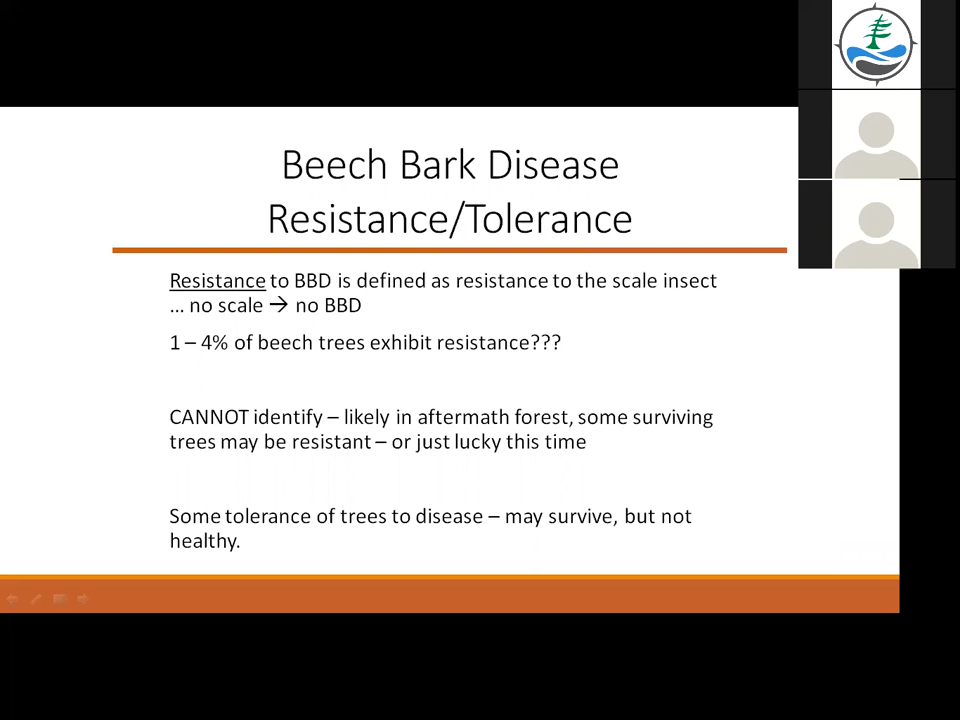 Beech Bark Disease
Resistance/Tolerance
Resistance to BBD is defined as resistance to the scale insect
... no scale → no BBD
1 – 4% of beech trees exhibit resistance???
CANNOT identify – likely in aftermath forest, some surviving
trees may be resistant – or just lucky this time
Some tolerance of trees to disease – may survive, but not
healthy.